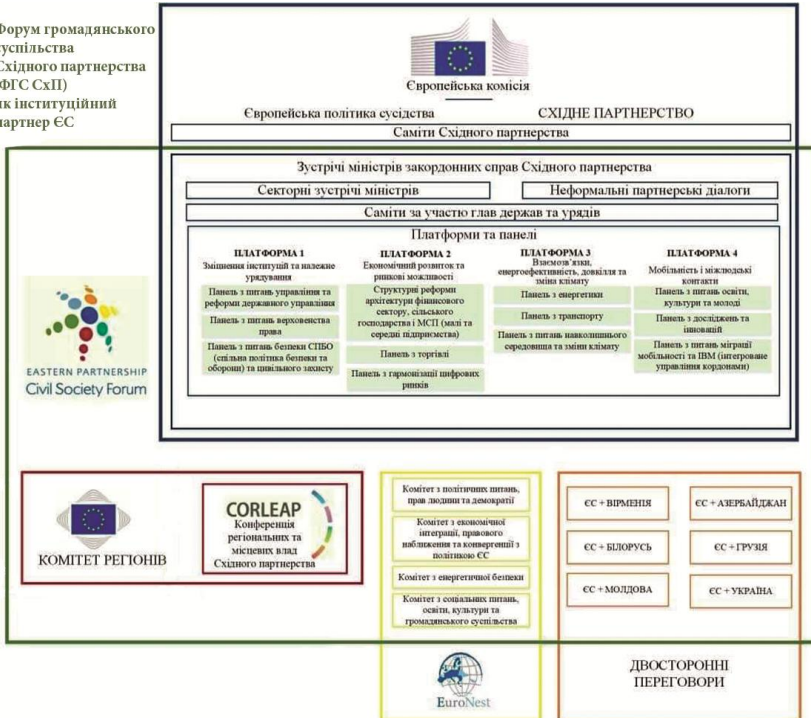 Форум громадянського
суспільства
Східного партнерства
(ФГС СхП)
як інституційний
партнер ЄС
Європейська комісія
Європейська політика сусідства
СХІДНЕ ПАРТНЕРСТВО
Саміти Східного партнерства
Зустрічі міністрів закордонних справ Східного партнерства
Секторні зустрічі міністрів
Неформальні партнерські діалоги
Саміти за участю глав держав та урядів
Платформи та панелі
ПЛАТФОРМА 1
Зміцнення інституцій та належне
урядування
Панель з питань управління та
реформи державного управління
Панель з питань верховенства
права
Панель з питань безпеки СПБО
(спільна політика безпеки та
оборони) та цивільного захисту
ПЛАТФОРМА 2
Економічний розвиток та
ринкові можливості
Структурні реформи
архітектури фінансового
сектору, сільського
господарства і МСП (малі та
середні підприємства)
Панель з торгівлі
Панель з гармонізації цифрових
ринків
ПЛАТФОРМА 3
Взаємозв'язки,
енергоефективність, довкілля та
зміна клімату
Панель з енергетики
Панель з транспорту
Панель з питань навколишнього
середовища та зміни клімату
ПЛАТФОРМА 4
Мобільність і міжлюдські
контакти
Панель з питань освіти,
культури та молоді
Панель з досліджень та
інновацій
Панель з питань міграції
мобільності та ІВМ (інтегроване
управління кордонами)
EASTERN PARTNERSHIP
Civil Society Forum
КОМІТЕТ РЕГІОНІВ
CORLEAP
Конференція
регіональних та
місцевих влад
Східного партнерства
Комітет з політичних питань,
прав людини та демократії
Комітет з економічної
інтеграції, правового
наближення та конвергенції з
політикою ЄС
Комітет з енергетичної безпеки
Комітет з соціальних питань,
освіти, культури та
громадянського суспільства
EuroNest
ЄС + ВІРМЕНІЯ
ЄС + АЗЕРБАЙДЖАН
ЄС + БІЛОРУСЬ
ЄС + ГРУЗІЯ
ЄС + МОЛДОВА
ЄС + УКРАЇНА
ДВОСТОРОННІ
ПЕРЕГОВОРИ